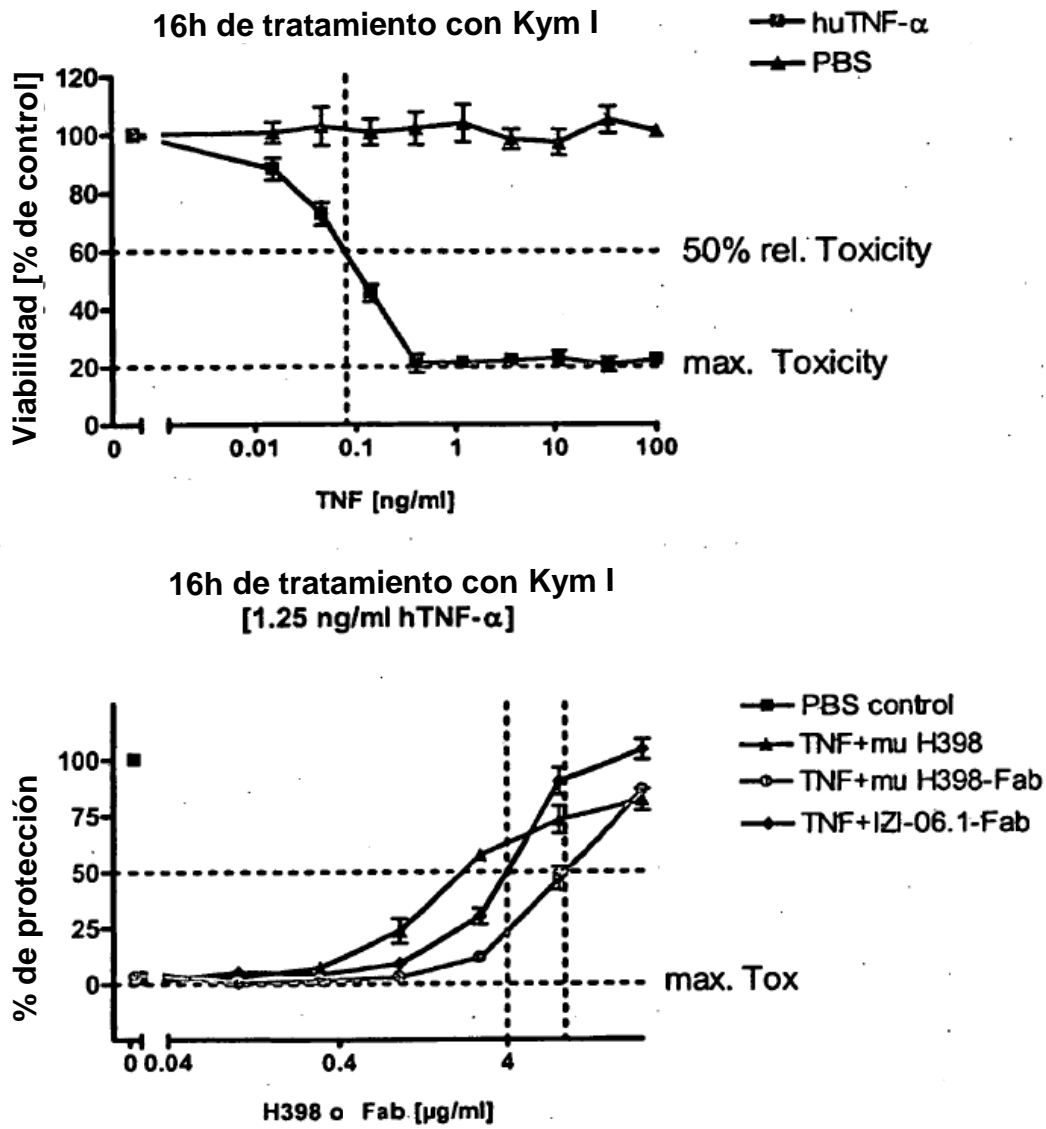 16h de tratamiento con Kym I
huTNF-α
PBS
Viabilidad [% de control]
120
100
80
60
40
20
0
50% rel. Toxicity
max. Toxicity
0 0.01 0.1 1 10 100
TNF [ng/ml]
16h de tratamiento con Kym I
[1.25 ng/ml hTNF-α]
PBS control
TNF+mu H398
TNF+mu H398-Fab
TNF+IZI-06.1-Fab
% de protección
100
75
50
25
0
max. Tox
0 0.04 0.4 4
H398 o Fab [µg/ml]